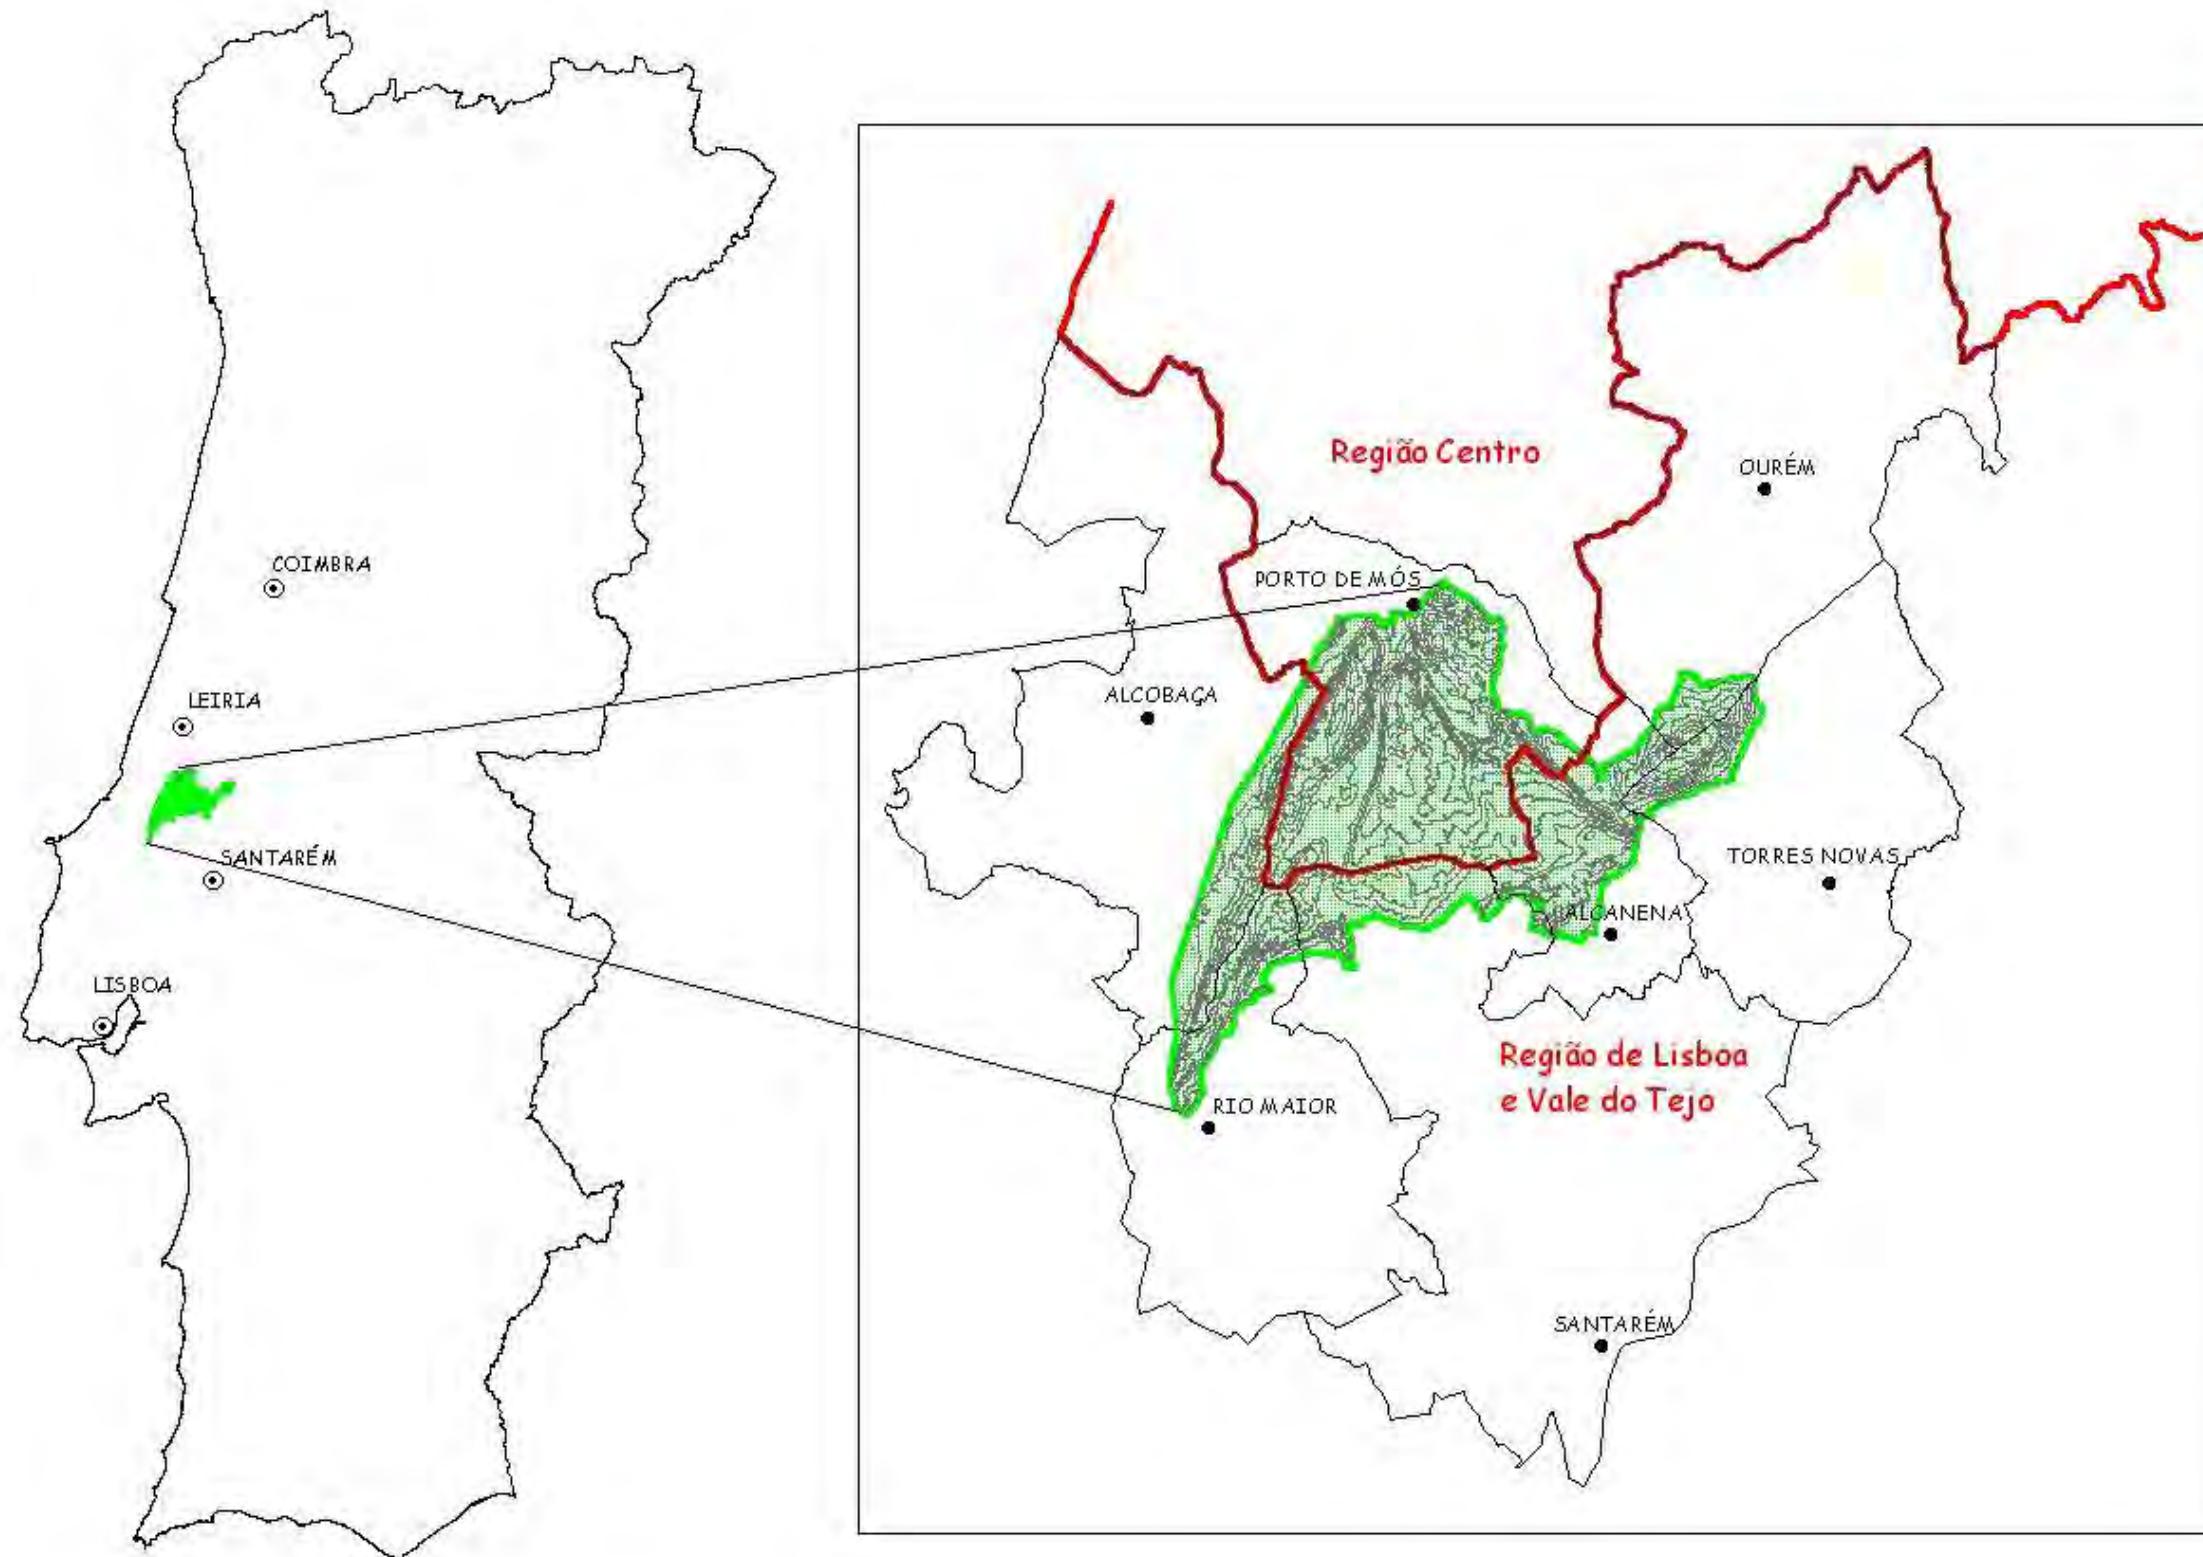 COIMBRA
LEIRIA
SANTARÉM
LISBOA
Região Centro
OURÉM
PORTO DE MÓS
ALCOBAÇA
TORRES NOVAS
ALCANENA
Região de Lisboa
e Vale do Tejo
RIO MAIOR
SANTARÉM